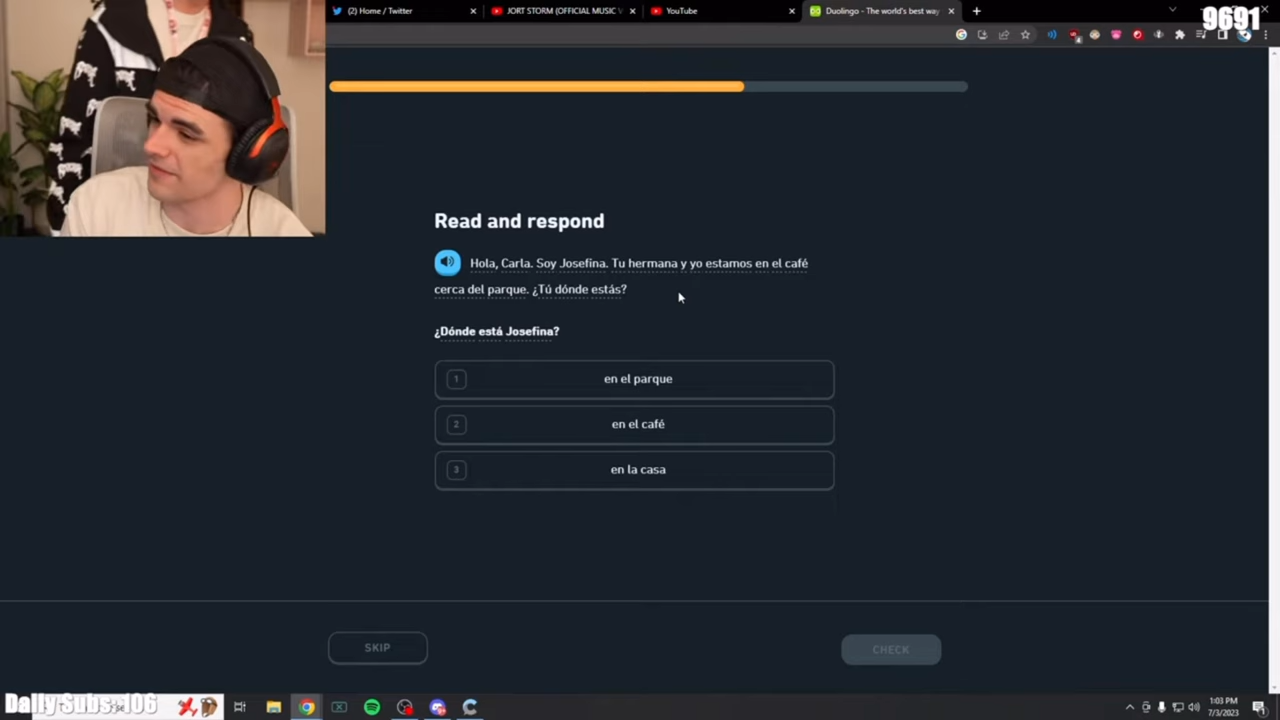 (2) Home / Twitter
JORT STORM (OFFICIAL MUSIC V
YouTube
Duolingo - The world's best way
9691
Read and respond
Hola, Carla. Soy Josefina. Tu hermana y yo estamos en el café
cerca del parque. ¿Tú dónde estás?
¿Dónde está Josefina?
1 en el parque
2 en el café
3 en la casa
SKIP
CHECK
Daily Subs: 106
1:03 PM
7/3/2023